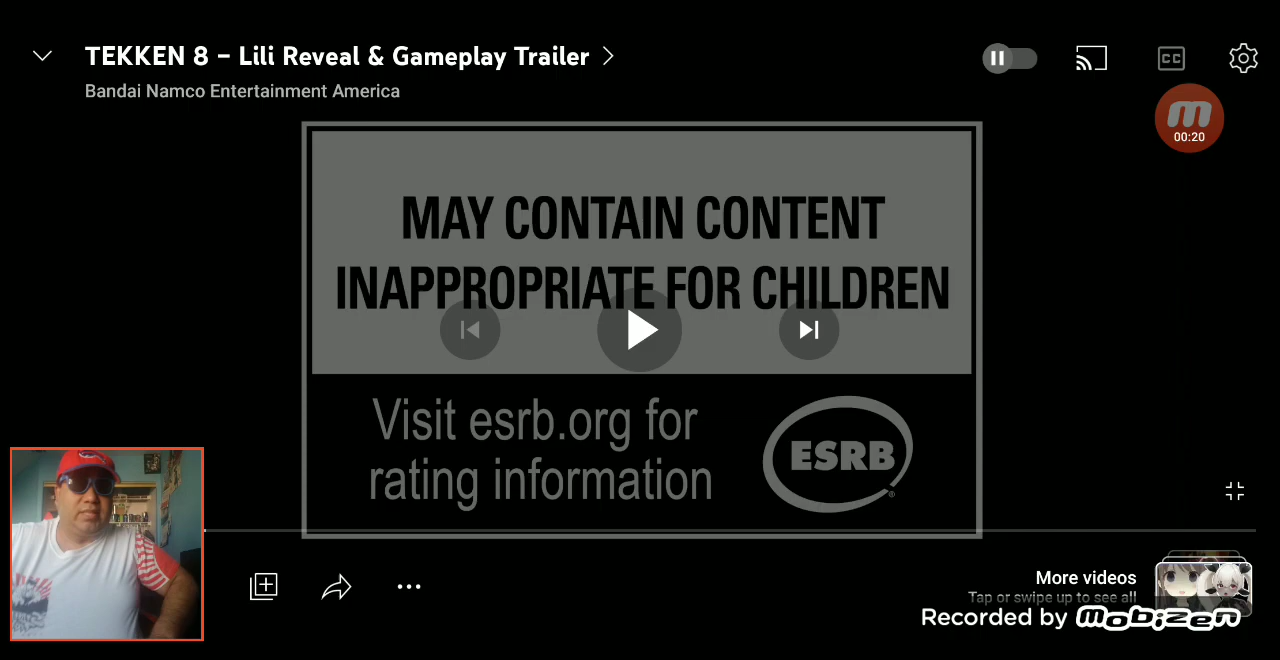 TEKKEN 8 – Lili Reveal & Gameplay Trailer
Bandai Namco Entertainment America
CC
m
00:20
MAY CONTAIN CONTENT
INAPPROPRIATE FOR CHILDREN
Visit esrb.org for
rating information
ESRB
®
More videos
Tap or swipe up to see all
Recorded by mobizen